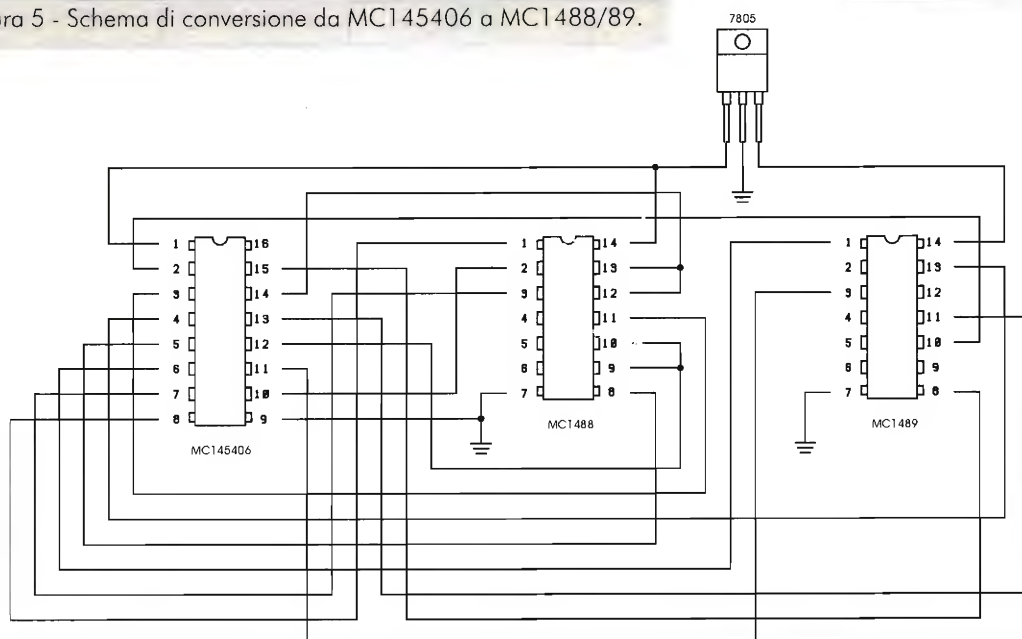 ra 5 - Schema di conversione da MC145406 a MC1488/89.
7805
1 16 1 14 1 14
2 15 2 13 2 13
3 14 3 12 3 12
4 13 4 11 4 11
5 12 5 10 5 10
6 11 6 9 6 9
7 10 7 8 7 8
8 9
MC1488 MC1489
MC145406